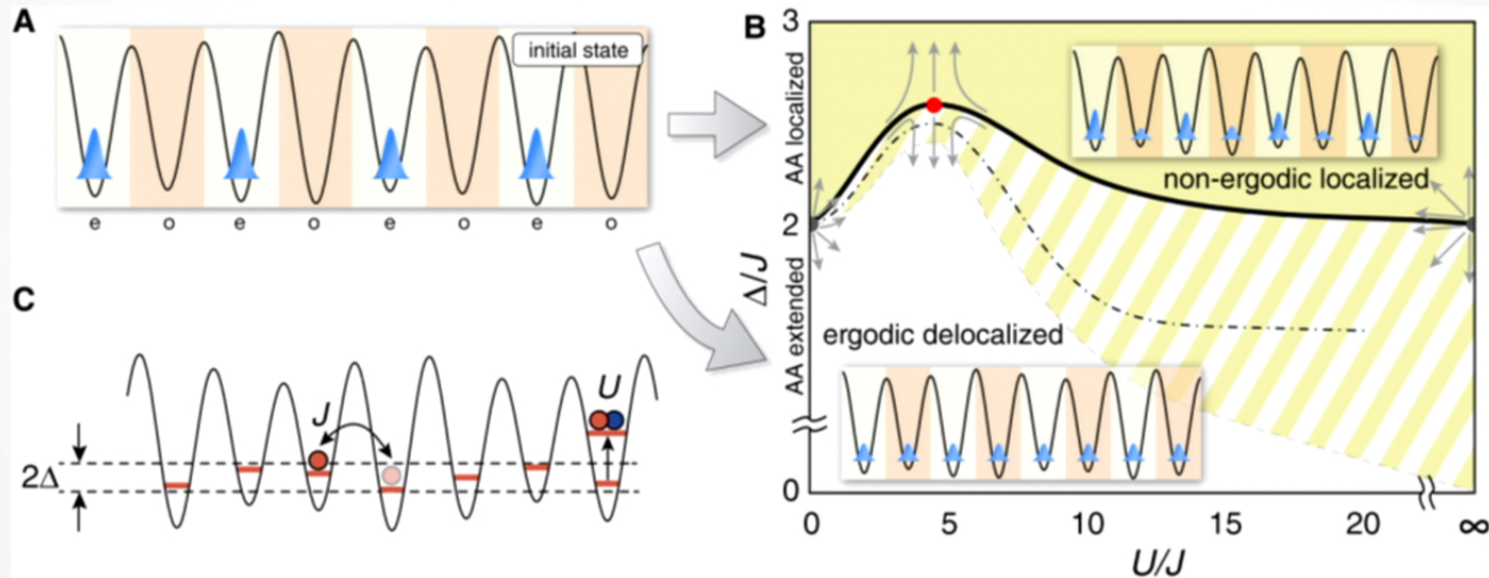 A
initial state
e o e o e o e o
C
J
U
2Δ
B
3
2
0
AA localized
AA extended
Δ/J
non-ergodic localized
ergodic delocalized
0 5 10 15 20 ∞
U/J